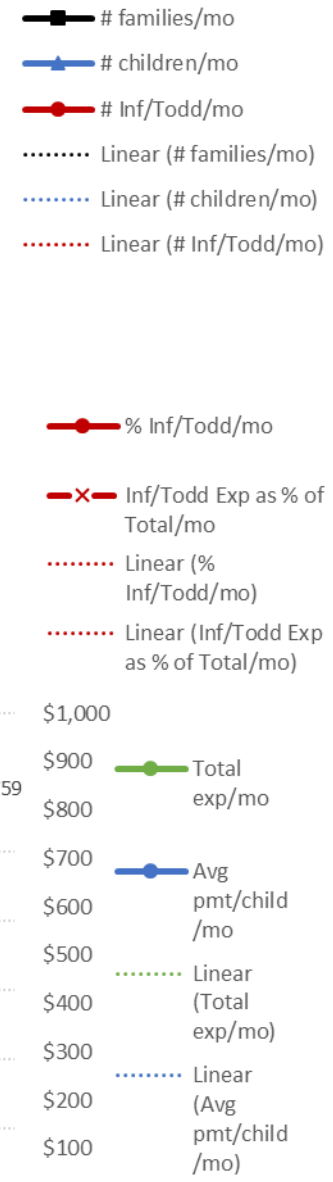 # families/mo
# children/mo
# Inf/Todd/mo
Linear (# families/mo)
Linear (# children/mo)
Linear (# Inf/Todd/mo)
% Inf/Todd/mo
Inf/Todd Exp as % of
Total/mo
Linear (%
Inf/Todd/mo)
Linear (Inf/Todd Exp
as % of Total/mo)
$1,000
$900
59
$800
$700
$600
$500
$400
$300
$200
$100
Total
exp/mo
Avg
pmt/child
/mo
Linear
(Total
exp/mo)
Linear
(Avg
pmt/child
/mo)